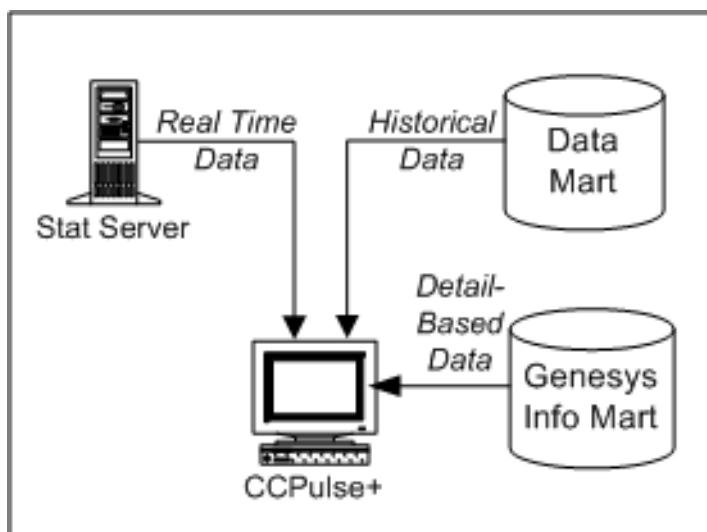 Real Time
Data
Stat Server
Historical
Data
Data
Mart
Detail-
Based
Data
Genesys
Info Mart
CCPulse+